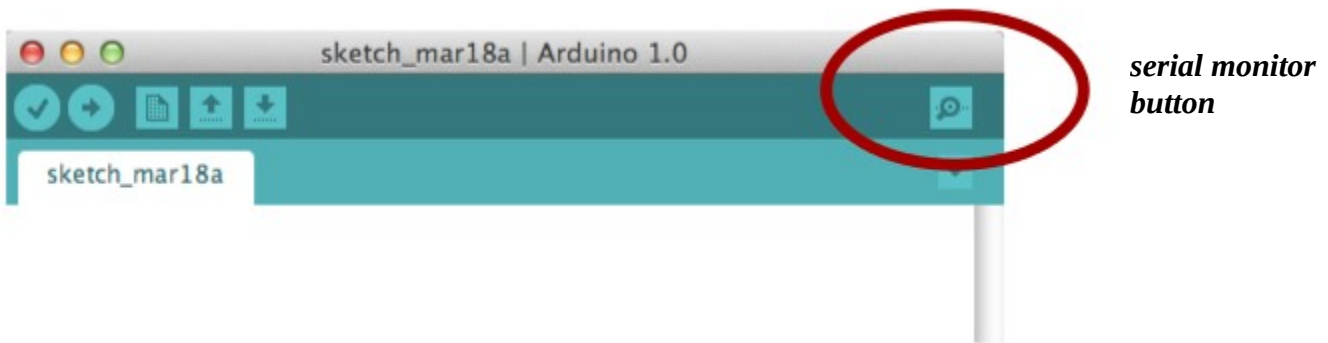 sketch_mar18a | Arduino 1.0
serial monitor
button
sketch_mar18a